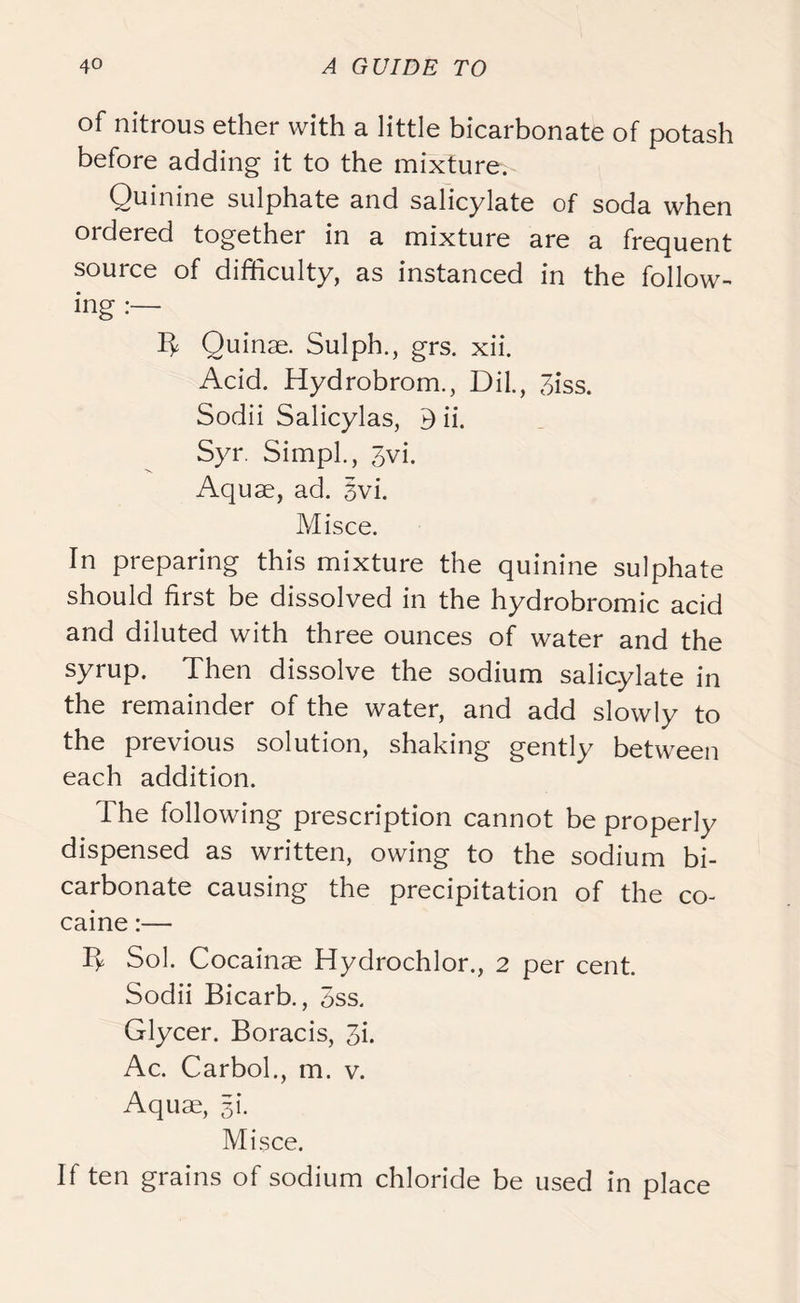 40 A GUIDE TO
of nitrous ether with a little bicarbonate of potash
before adding it to the mixture.
Quinine sulphate and salicylate of soda when
ordered together in a mixture are a frequent
source of difficulty, as instanced in the follow-
ing :—
℞ Quinæ. Sulph., grs. xii.
Acid. Hydrobrom., Dil., ʒiss.
Sodii Salicylas, ℈ ii.
Syr. Simpl., ʒvi.
Aquæ, ad. ℥vi.
Misce.
In preparing this mixture the quinine sulphate
should first be dissolved in the hydrobromic acid
and diluted with three ounces of water and the
syrup. Then dissolve the sodium salicylate in
the remainder of the water, and add slowly to
the previous solution, shaking gently between
each addition.
The following prescription cannot be properly
dispensed as written, owing to the sodium bi-
carbonate causing the precipitation of the co-
caine :—
℞ Sol. Cocainæ Hydrochlor., 2 per cent.
Sodii Bicarb., ʒss.
Glycer. Boracis, ʒi.
Ac. Carbol., m. v.
Aquæ, ℥i.
Misce.
If ten grains of sodium chloride be used in place